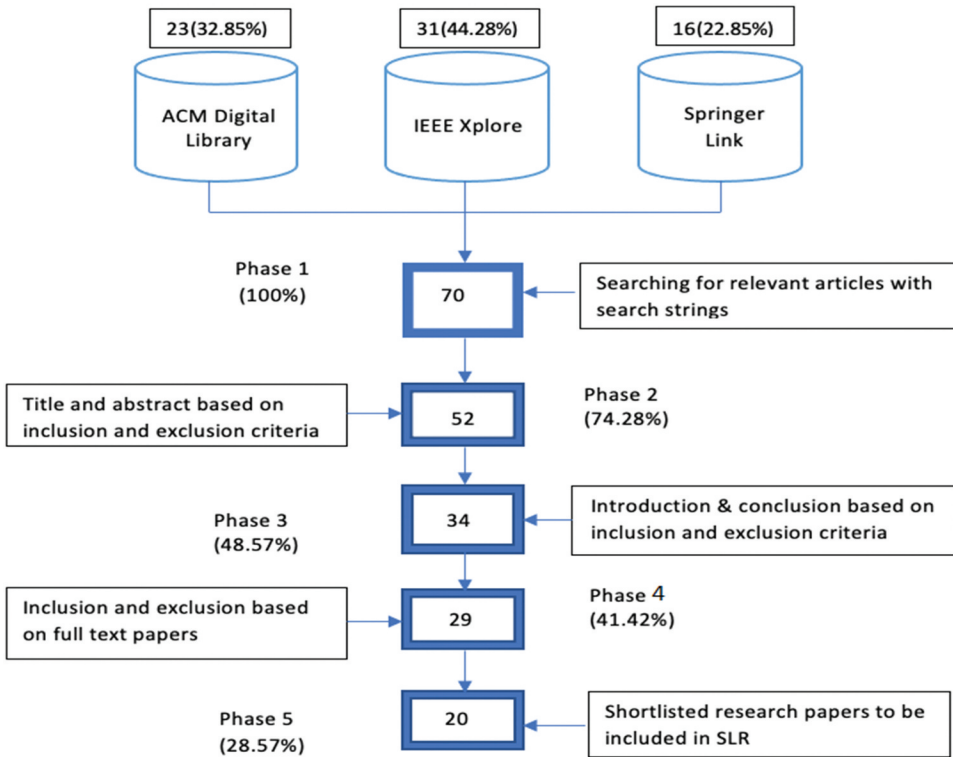 23(32.85%)
31(44.28%)
16(22.85%)
ACM Digital
Library
IEEE Xplore
Springer
Link
Phase 1
(100%)
70
Searching for relevant articles with
search strings
Title and abstract based on
inclusion and exclusion criteria
52
Phase 2
(74.28%)
Phase 3
(48.57%)
34
Introduction & conclusion based on
inclusion and exclusion criteria
Inclusion and exclusion based
on full text papers
29
Phase 4
(41.42%)
Phase 5
(28.57%)
20
Shortlisted research papers to be
included in SLR